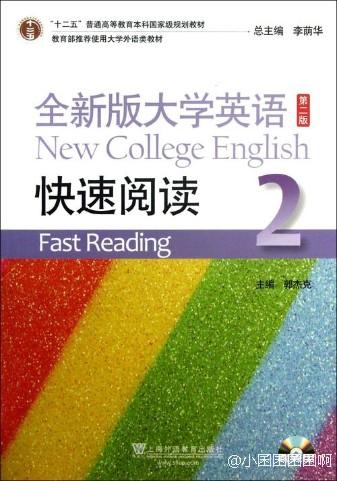 "十二五"普通高等教育本科国家级规划教材
教育部推荐使用大学外语类教材
总主编 李荫华
全新版大学英语
第二版
New College English
快速阅读
2
Fast Reading
主编 郭杰克
上海外语教育出版社
www.sflep.com
@小困困困困啊